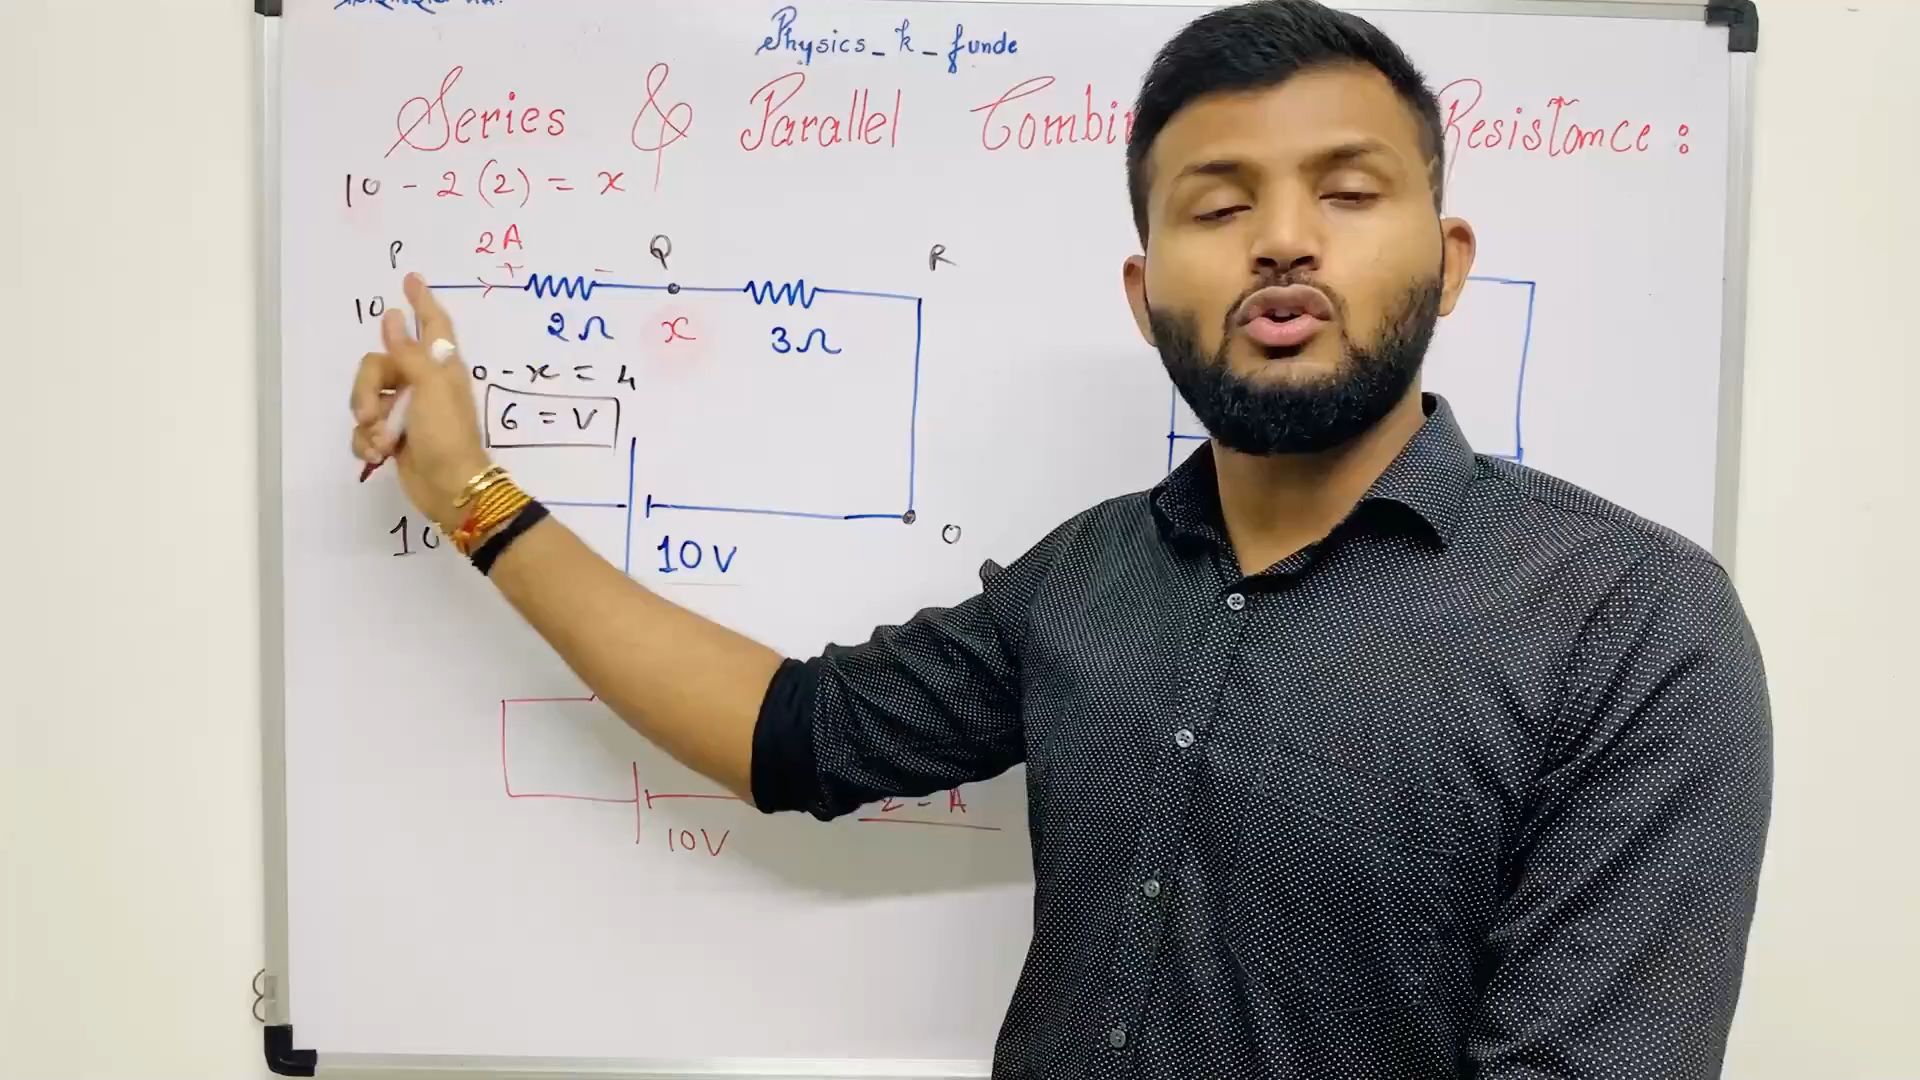 Physics_k_funde
Series & Parallel Combi Resistance :
10 - 2 (2) = x
P 2A Q R
+ -
10 2Ω x 3Ω
0 - x = 4
6 = V
10 10V 0
10V 2 - A